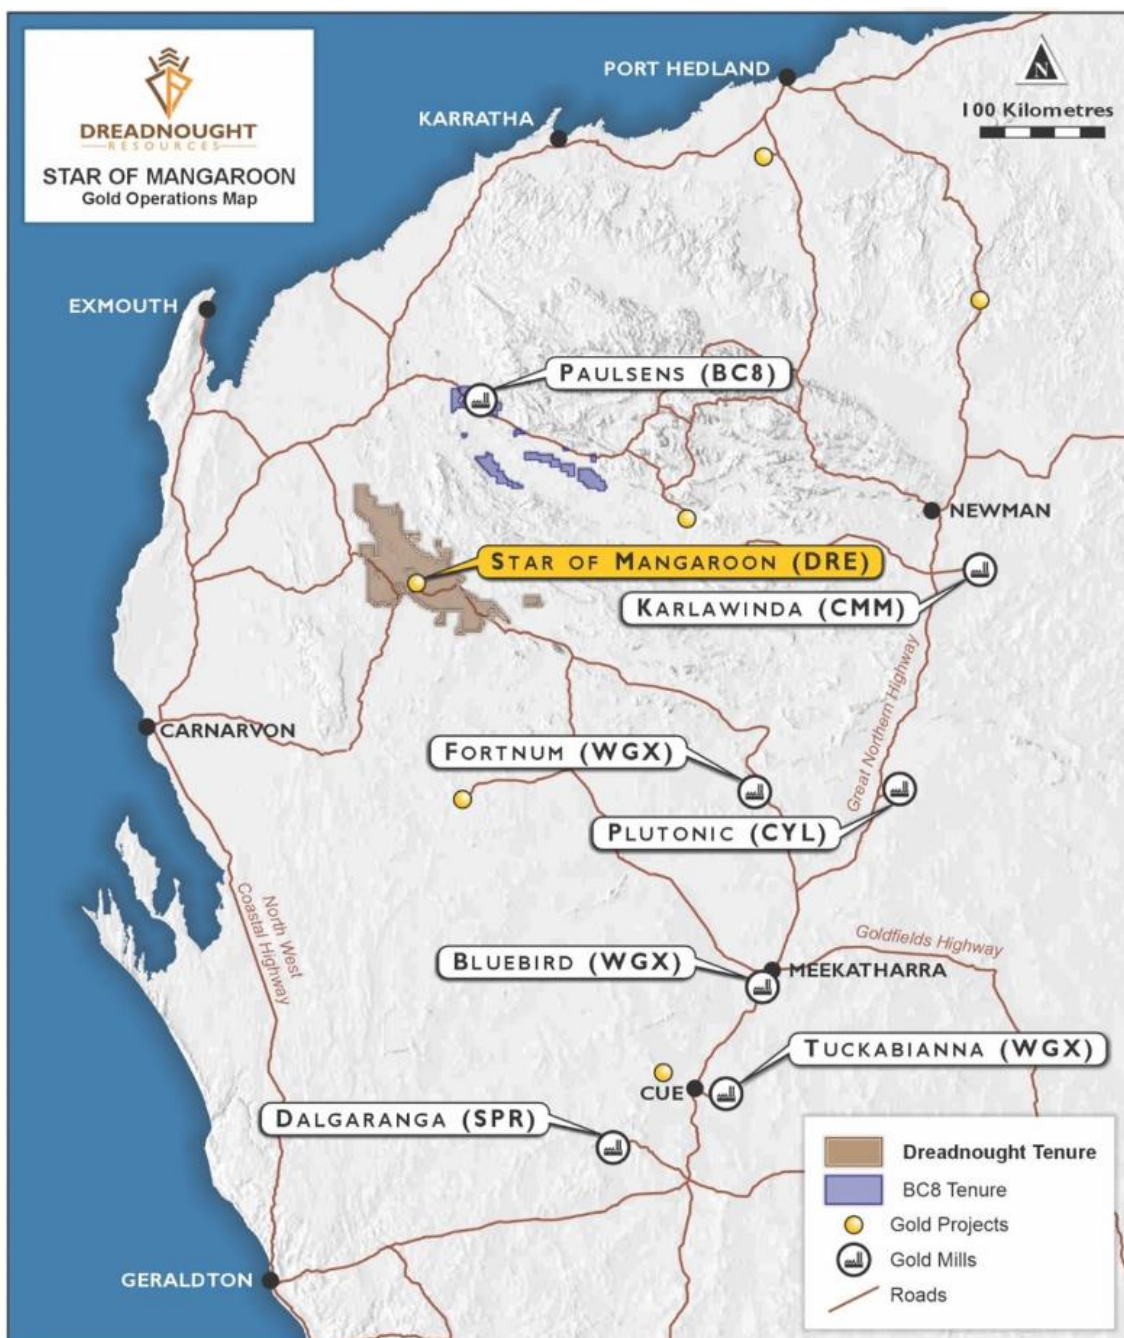 DREADNOUGHT
RESOURCES
STAR OF MANGAROON
Gold Operations Map
N
100 Kilometres
PORT HEDLAND
KARRATHA
EXMOUTH
PAULSENS (BC8)
NEWMAN
STAR OF MANGAROON (DRE)
KARLAWINDA (CMM)
Great Northern Highway
CARNARVON
FORTNUM (WGX)
PLUTONIC (CYL)
North West
Coastal Highway
Goldfields Highway
BLUEBIRD (WGX)
MEEKATHARRA
TUCKABIANNA (WGX)
CUE
DALGARANGA (SPR)
GERALDTON
Dreadnought Tenure
BC8 Tenure
Gold Projects
Gold Mills
Roads